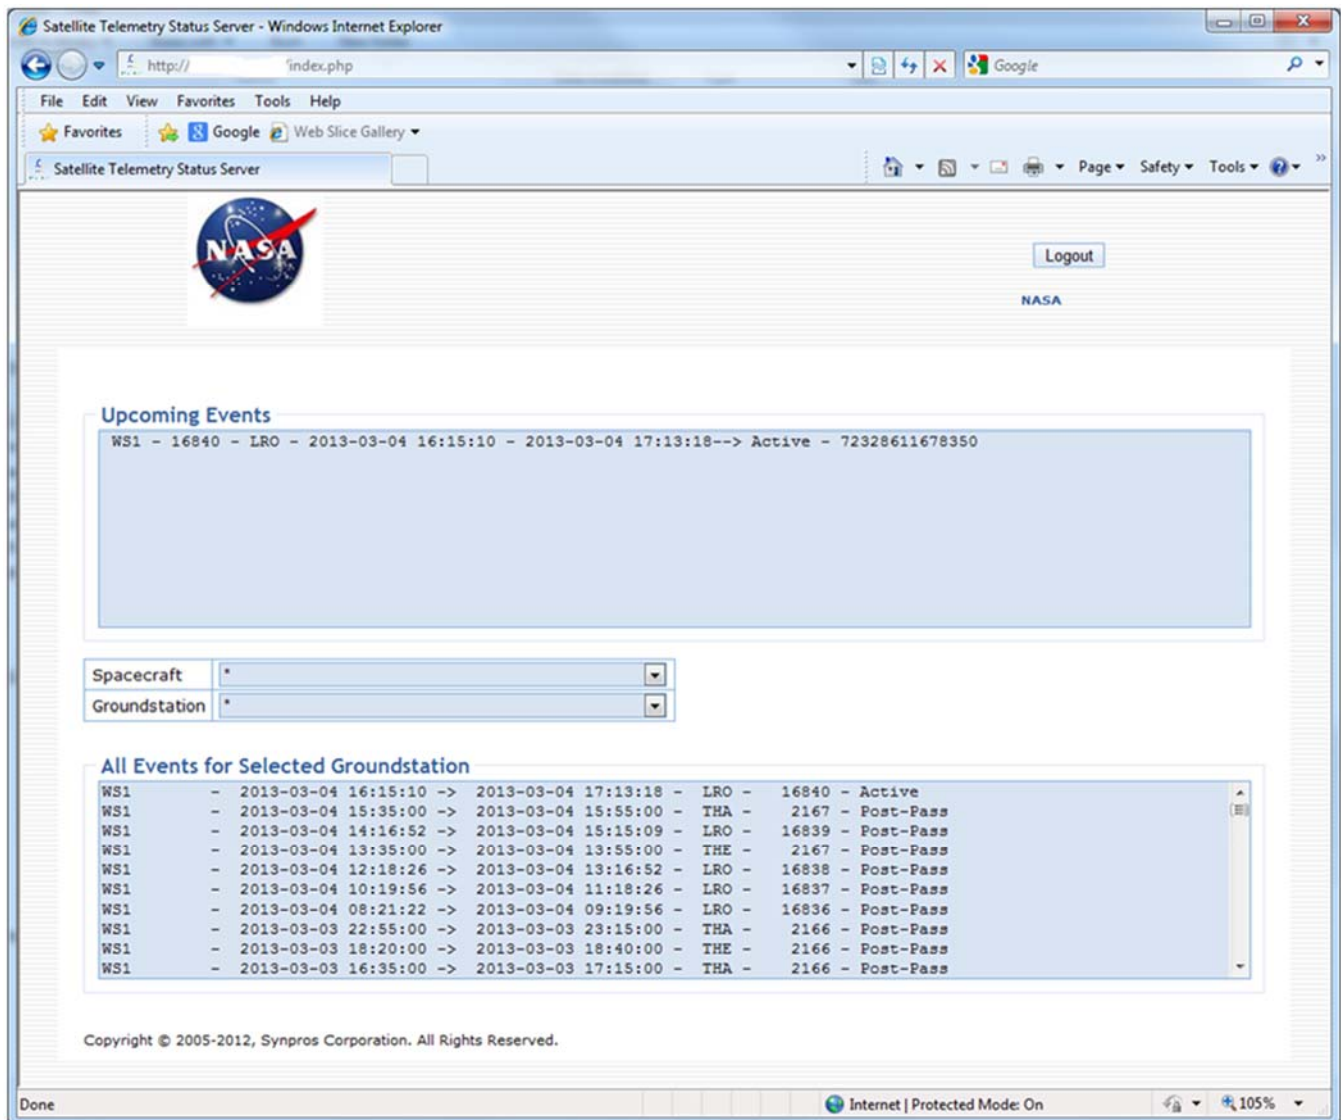 Satellite Telemetry Status Server - Windows Internet Explorer
http:// /index.php
Google
File Edit View Favorites Tools Help
Favorites Google Web Slice Gallery
Satellite Telemetry Status Server
Page Safety Tools »
NASA
Logout
NASA
Upcoming Events
WS1 - 16840 - LRO - 2013-03-04 16:15:10 - 2013-03-04 17:13:18--> Active - 72328611678350
Spacecraft *
Groundstation *
All Events for Selected Groundstation
WS1 - 2013-03-04 16:15:10 -> 2013-03-04 17:13:18 - LRO - 16840 - Active
WS1 - 2013-03-04 15:35:00 -> 2013-03-04 15:55:00 - THA - 2167 - Post-Pass
WS1 - 2013-03-04 14:16:52 -> 2013-03-04 15:15:09 - LRO - 16839 - Post-Pass
WS1 - 2013-03-04 13:35:00 -> 2013-03-04 13:55:00 - THE - 2167 - Post-Pass
WS1 - 2013-03-04 12:18:26 -> 2013-03-04 13:16:52 - LRO - 16838 - Post-Pass
WS1 - 2013-03-04 10:19:56 -> 2013-03-04 11:18:26 - LRO - 16837 - Post-Pass
WS1 - 2013-03-04 08:21:22 -> 2013-03-04 09:19:56 - LRO - 16836 - Post-Pass
WS1 - 2013-03-03 22:55:00 -> 2013-03-03 23:15:00 - THA - 2166 - Post-Pass
WS1 - 2013-03-03 18:20:00 -> 2013-03-03 18:40:00 - THE - 2166 - Post-Pass
WS1 - 2013-03-03 16:35:00 -> 2013-03-03 17:15:00 - THA - 2166 - Post-Pass
Copyright © 2005-2012, Synpros Corporation. All Rights Reserved.
Done Internet | Protected Mode: On 105%